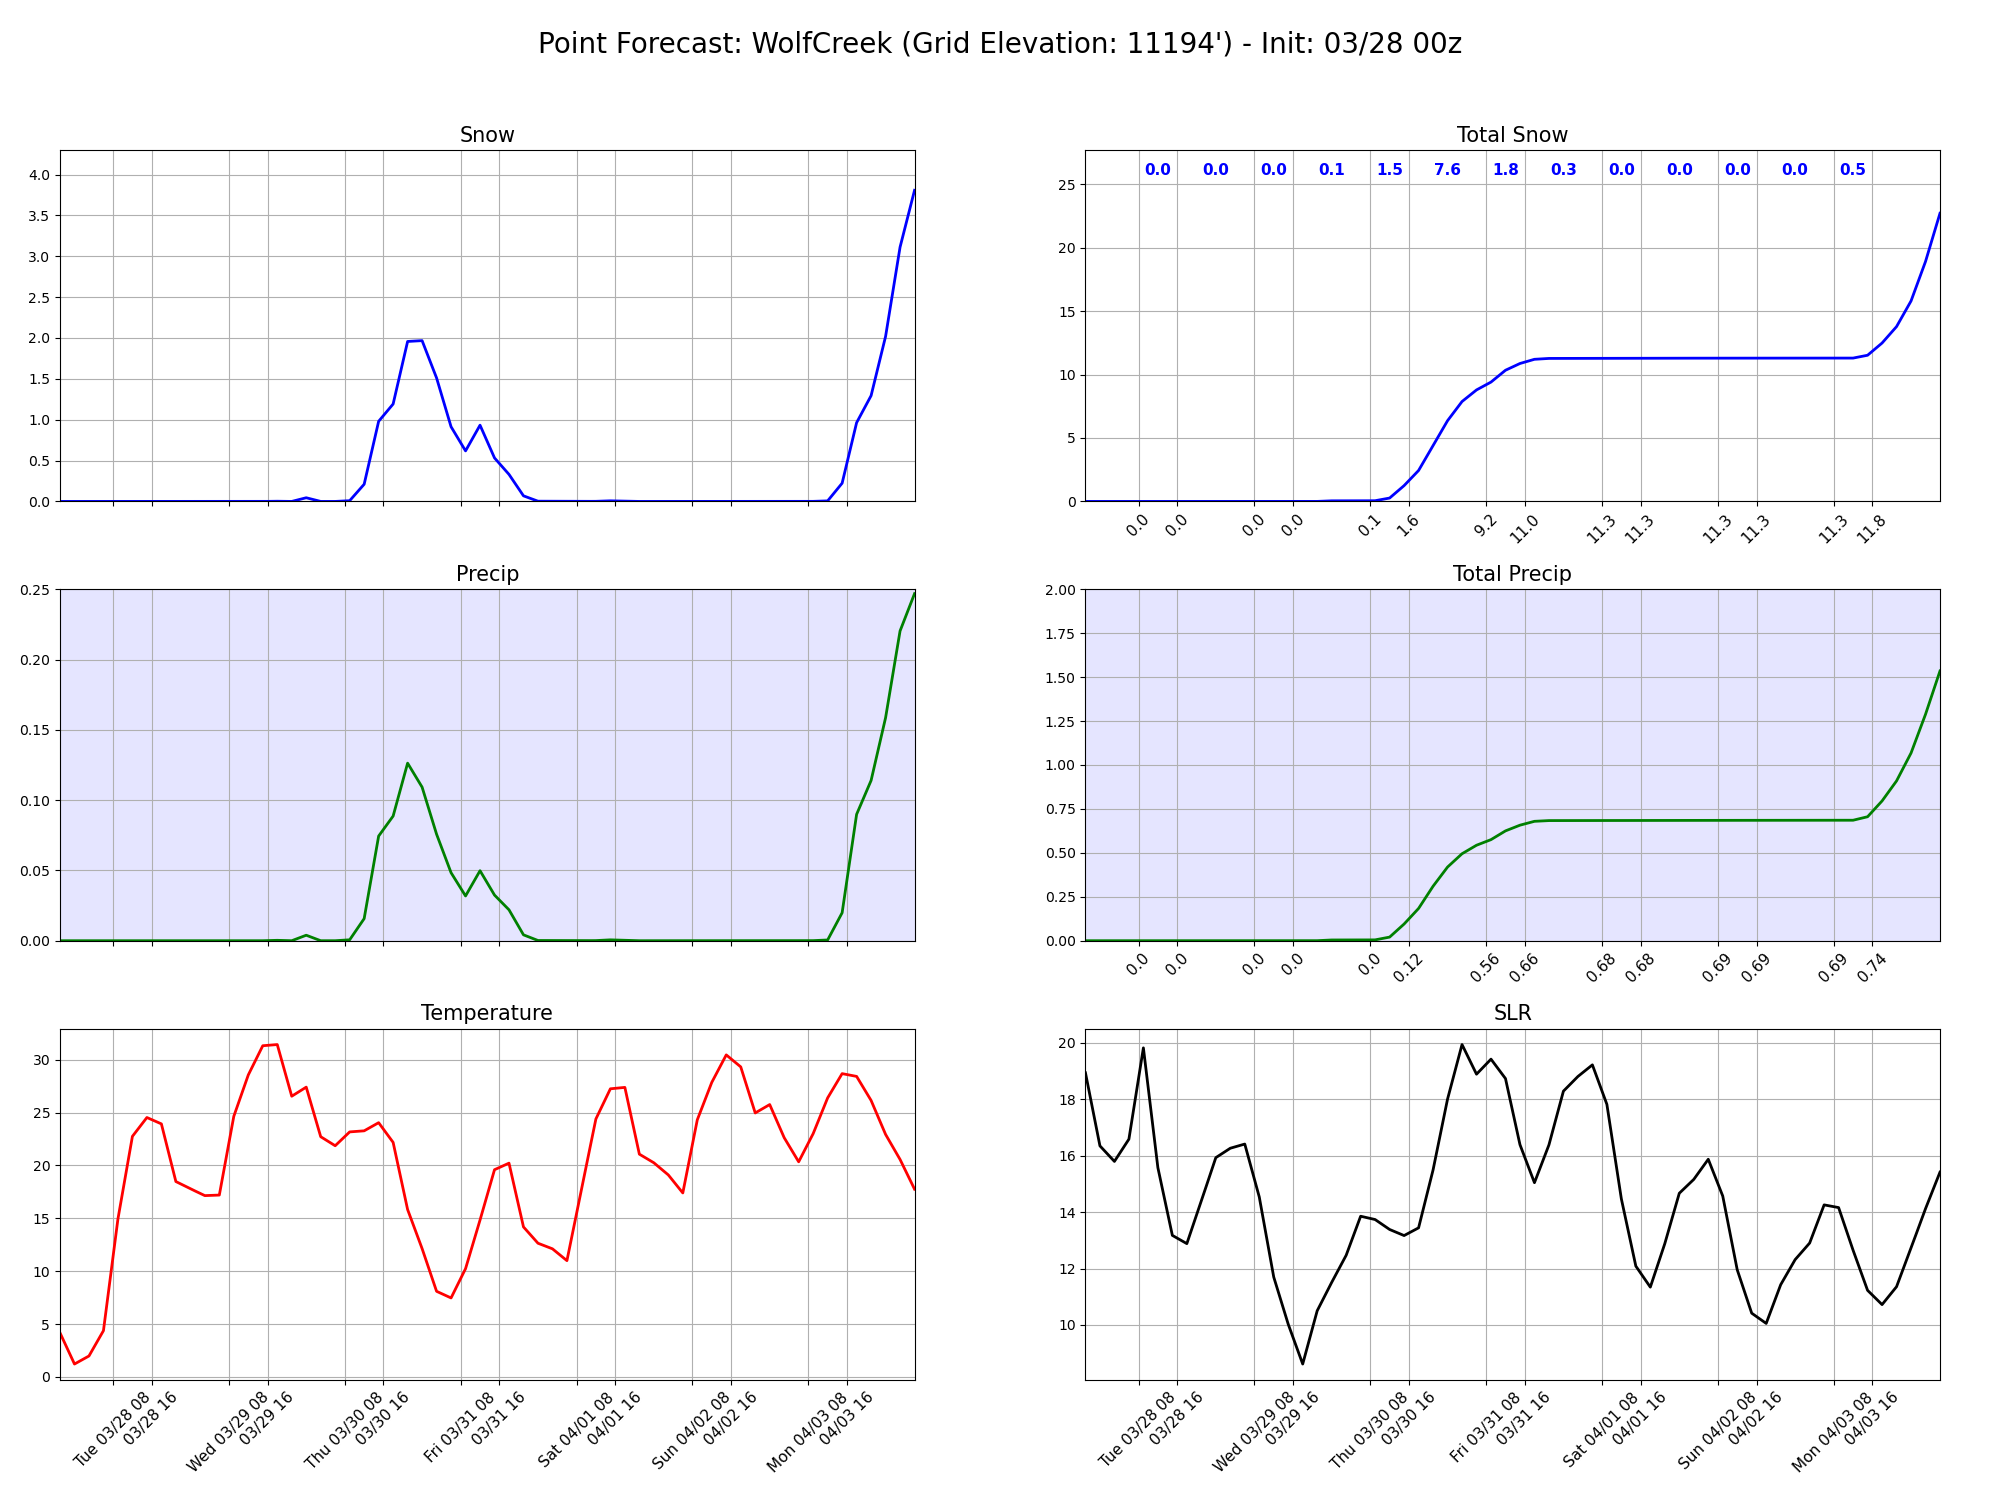 Point Forecast: WolfCreek (Grid Elevation: 11194') - Init: 03/28 00z
Snow
4.0
3.5
3.0
2.5
2.0
1.5
1.0
0.5
0.0
Total Snow
0.0 0.0 0.0 0.1 1.5 7.6 1.8 0.3 0.0 0.0 0.0 0.0 0.5
25
20
15
10
5
0
0.0 0.0 0.0 0.0 0.1 1.6 9.2 11.0 11.3 11.3 11.3 11.3 11.3 11.8
Precip
0.25
0.20
0.15
0.10
0.05
0.00
Total Precip
2.00
1.75
1.50
1.25
1.00
0.75
0.50
0.25
0.00
0.0 0.0 0.0 0.0 0.0 0.12 0.56 0.66 0.68 0.68 0.69 0.69 0.69 0.74
Temperature
30
25
20
15
10
5
0
Tue 03/28 08
03/28 16
Wed 03/29 08
03/29 16
Thu 03/30 08
03/30 16
Fri 03/31 08
03/31 16
Sat 04/01 08
04/01 16
Sun 04/02 08
04/02 16
Mon 04/03 08
04/03 16
SLR
20
18
16
14
12
10
Tue 03/28 08
03/28 16
Wed 03/29 08
03/29 16
Thu 03/30 08
03/30 16
Fri 03/31 08
03/31 16
Sat 04/01 08
04/01 16
Sun 04/02 08
04/02 16
Mon 04/03 08
04/03 16